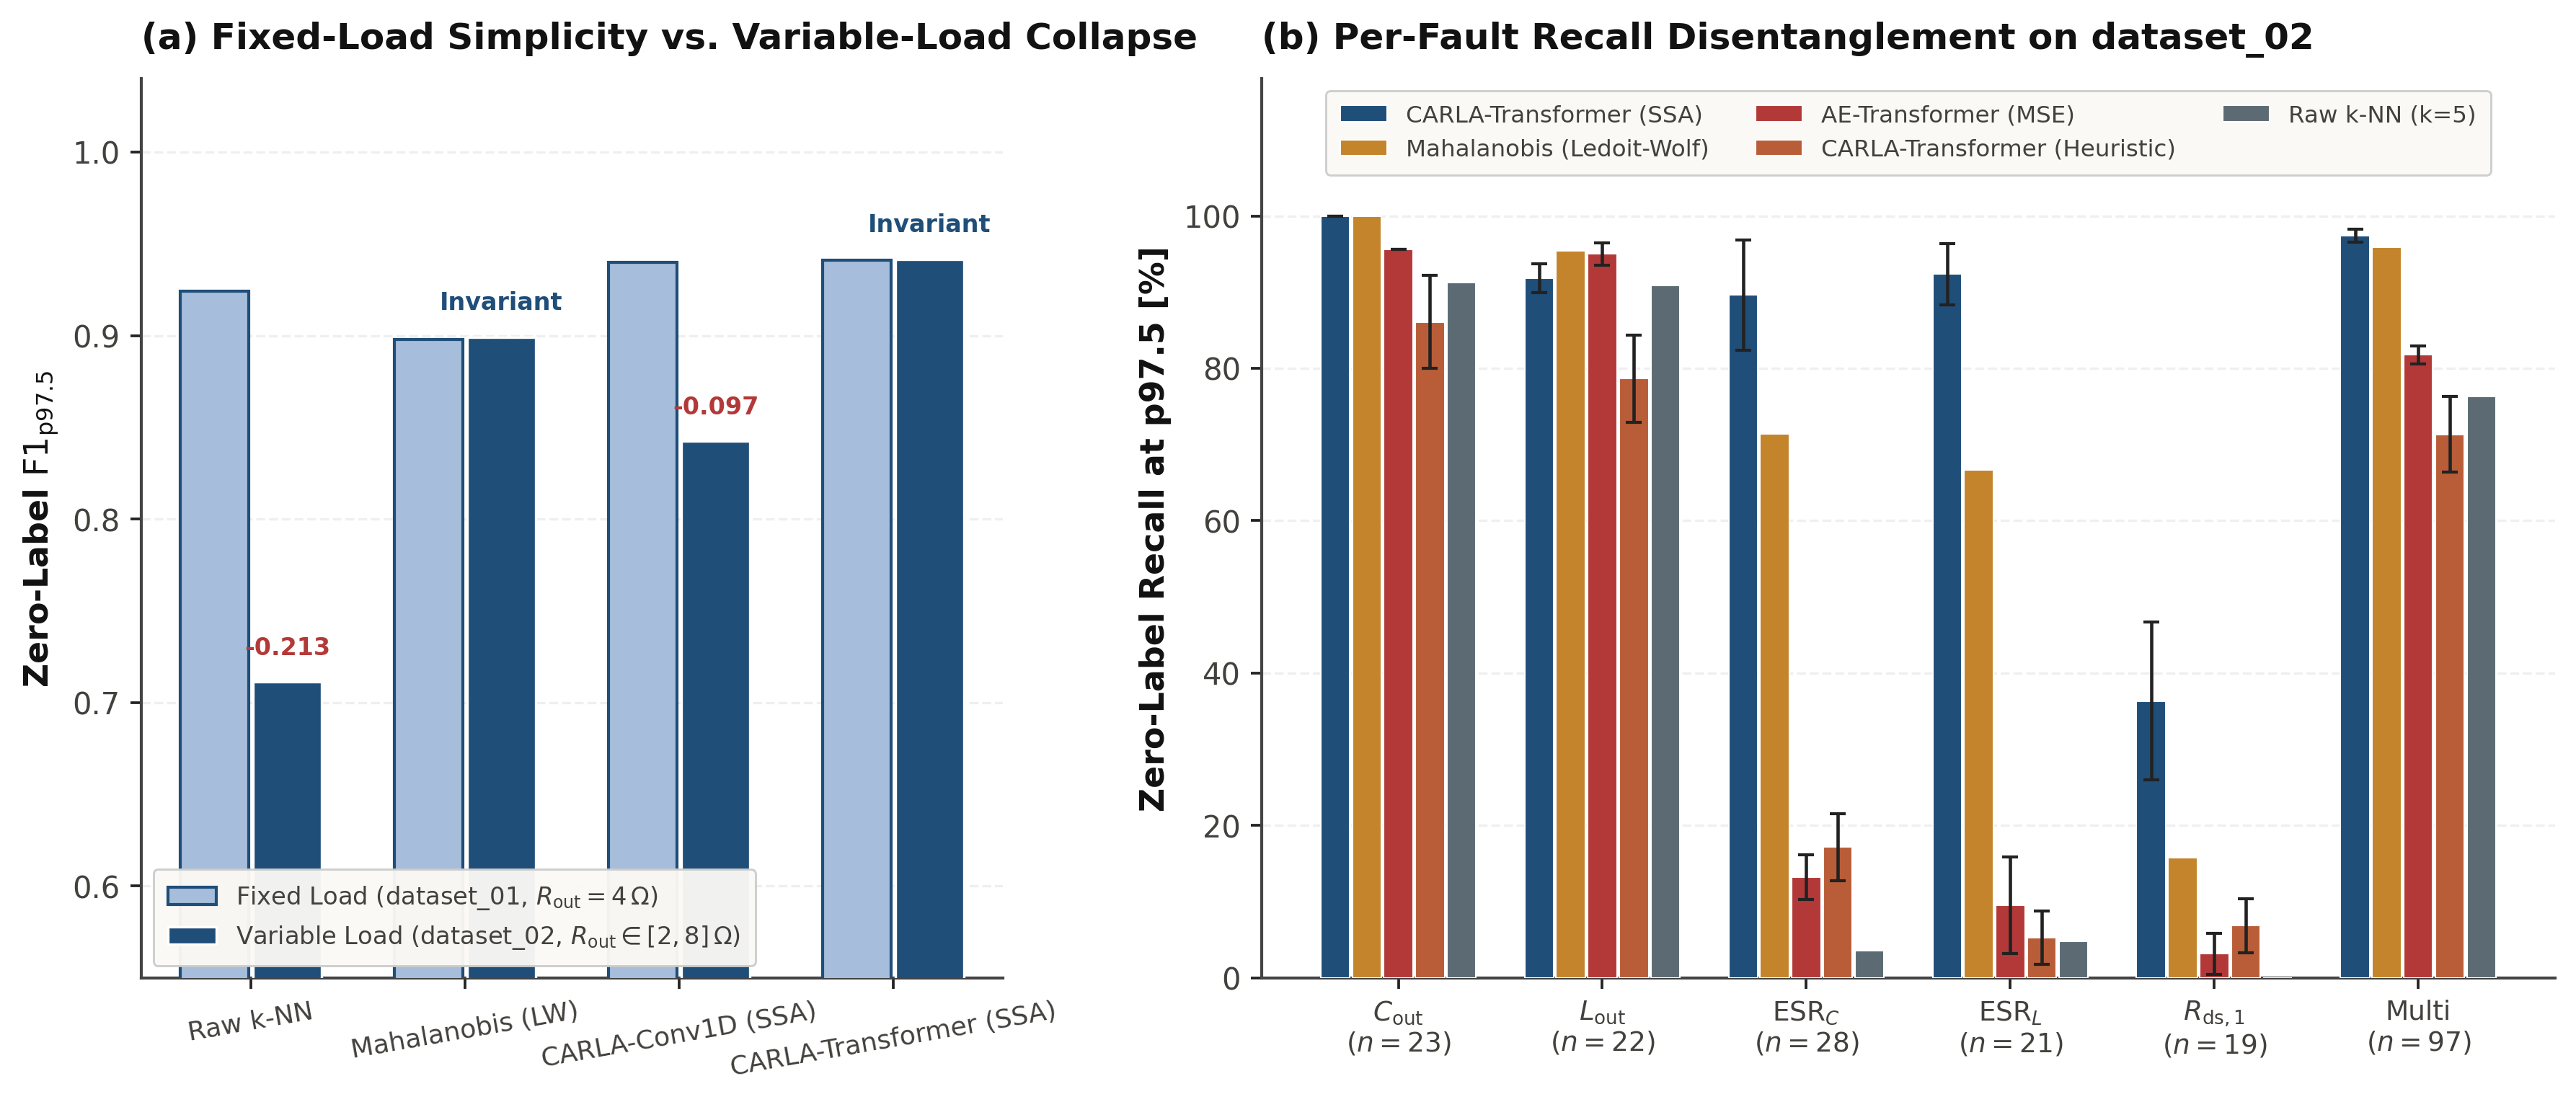 (a) Fixed-Load Simplicity vs. Variable-Load Collapse
Zero-Label F1p97.5
1.0
0.9
0.8
0.7
0.6
-0.213
Invariant
-0.097
Invariant
Fixed Load (dataset_01, Rout = 4 Ω)
Variable Load (dataset_02, Rout ∈ [2, 8] Ω)
Raw k-NN
Mahalanobis (LW)
CARLA-Conv1D (SSA)
CARLA-Transformer (SSA)
(b) Per-Fault Recall Disentanglement on dataset_02
CARLA-Transformer (SSA)
Mahalanobis (Ledoit-Wolf)
AE-Transformer (MSE)
CARLA-Transformer (Heuristic)
Raw k-NN (k=5)
Zero-Label Recall at p97.5 [%]
100
80
60
40
20
0
Cout
(n = 23)
Lout
(n = 22)
ESRC
(n = 28)
ESRL
(n = 21)
Rds, 1
(n = 19)
Multi
(n = 97)